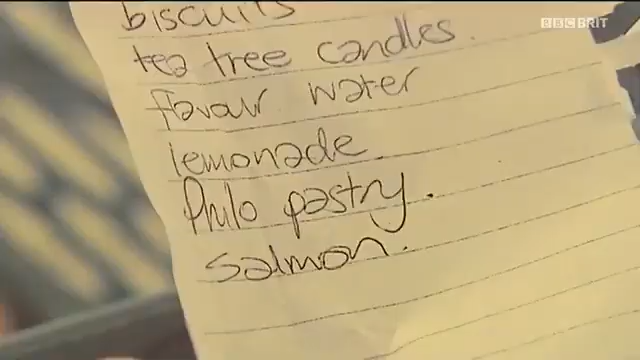 BBC BRIT
biscuits
tea tree candles.
flavour water
lemonade
Philo pastry.
Salmon.